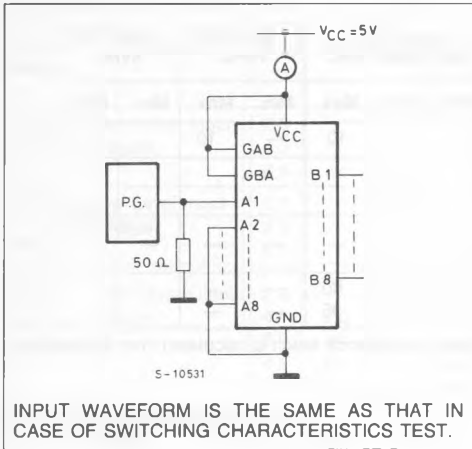 VCC=5V
A
VCC
GAB
GBA
B1
P.G.
A1
A2
50 Ω
A8
B8
GND
S-10531
INPUT WAVEFORM IS THE SAME AS THAT IN
CASE OF SWITCHING CHARACTERISTICS TEST.